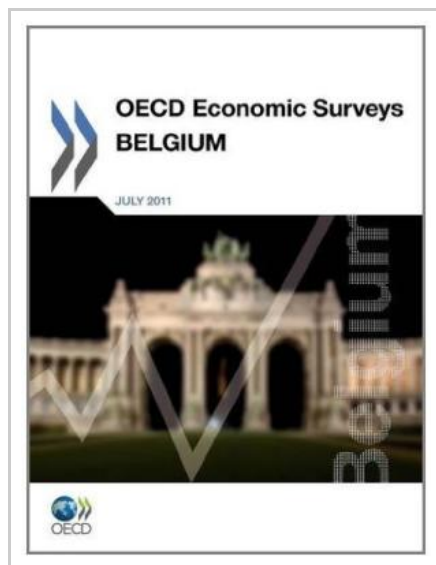 OECD Economic Surveys
BELGIUM
JULY 2011
Belgium
OECD